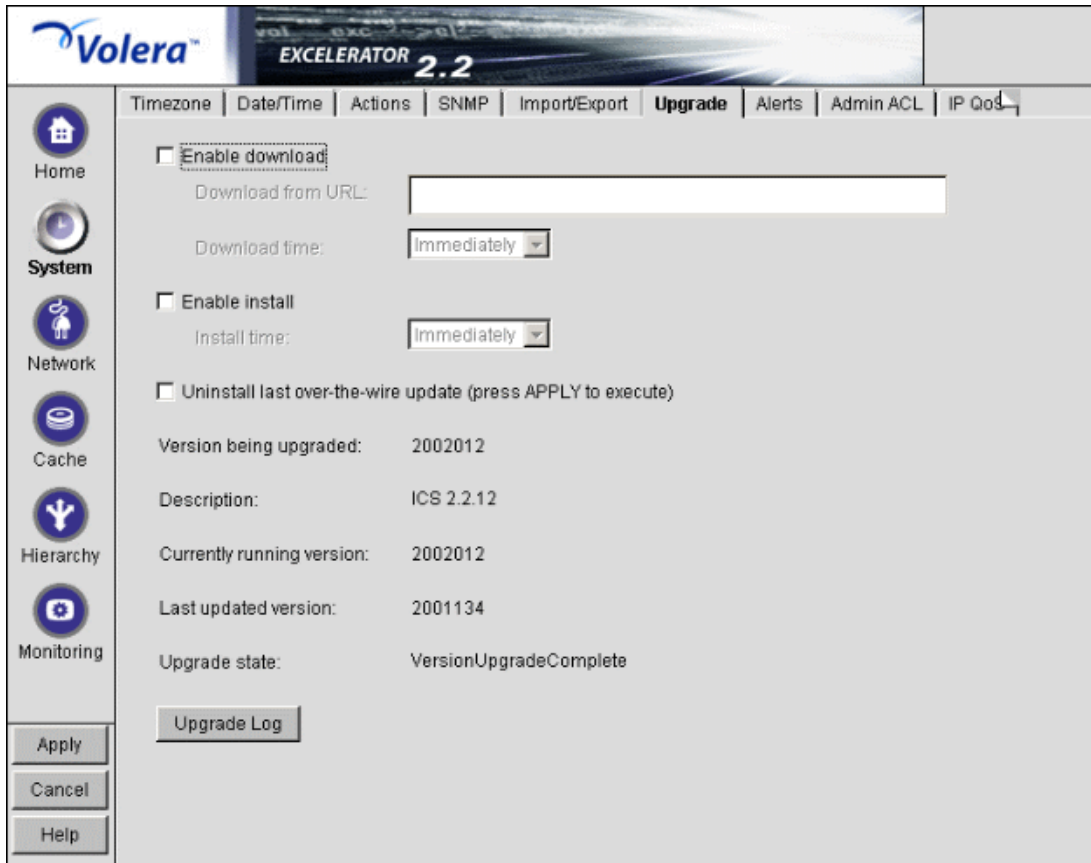 Volera™
EXCELERATOR 2.2
Timezone Date/Time Actions SNMP Import/Export Upgrade Alerts Admin ACL IP QoS
Home
System
Network
Cache
Hierarchy
Monitoring
Apply
Cancel
Help
Enable download
Download from URL:
Download time: Immediately
Enable install
Install time: Immediately
Uninstall last over-the-wire update (press APPLY to execute)
Version being upgraded: 2002012
Description: ICS 2.2.12
Currently running version: 2002012
Last updated version: 2001134
Upgrade state: VersionUpgradeComplete
Upgrade Log